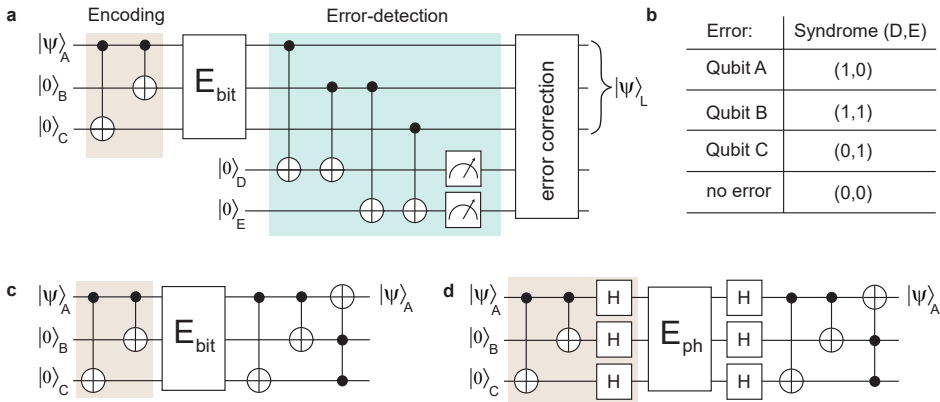 a
Encoding
Error-detection
|ψ⟩A
|0⟩B
|0⟩C
Ebit
|0⟩D
|0⟩E
error correction
|ψ⟩L
b
Error: Syndrome (D,E)
Qubit A (1,0)
Qubit B (1,1)
Qubit C (0,1)
no error (0,0)
c
|ψ⟩A
|0⟩B
|0⟩C
Ebit
|ψ⟩A
d
|ψ⟩A
|0⟩B
|0⟩C
H
H
H
Eph
H
H
H
|ψ⟩A